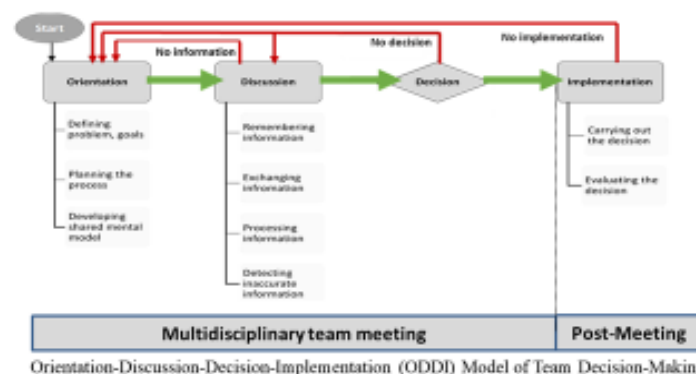 Start
No information
No decision
No implementation
Orientation
Discussion
Decision
Implementation
Defining
problem, goals
Planning the
process
Developing
shared mental
model
Remembering
information
Exchanging
infromation
Processing
information
Detecting
inaccurate
information
Carrying out
the decision
Evaluating the
decision
Multidisciplinary team meeting
Post-Meeting
Orientation-Discussion-Decision-Implementation (ODDI) Model of Team Decision-Makin